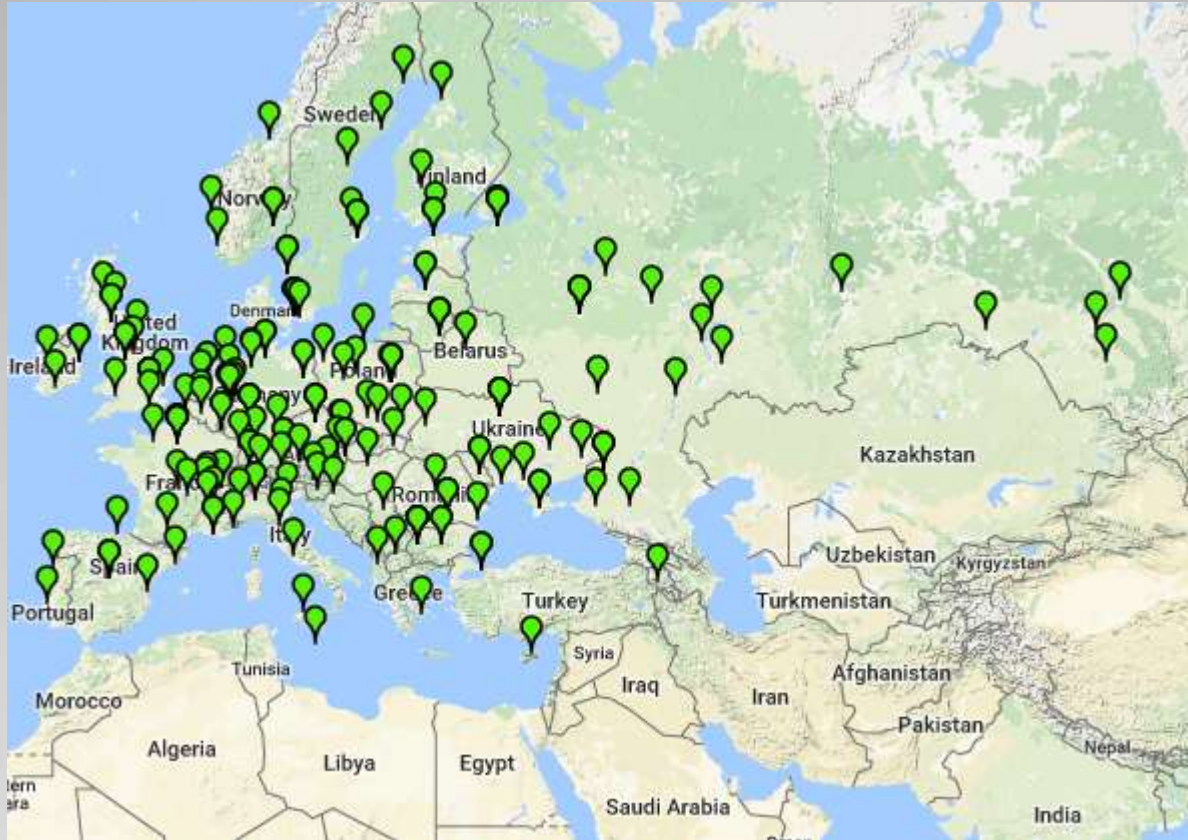 Sweden
Finland
Norway
Denmark
United
Kingdom
Ireland
Belarus
Poland
Germany
Ukraine
Kazakhstan
France
Romania
Italy
Uzbekistan
Kyrgyzstan
Spain
Portugal
Greece
Turkey
Turkmenistan
Syria
Tunisia
Afghanistan
Iraq
Iran
Morocco
Pakistan
Algeria
Libya
Egypt
Nepal
Saudi Arabia
India